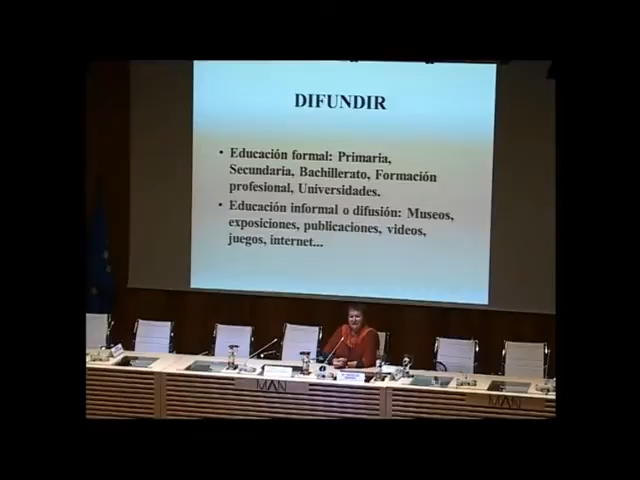 DIFUNDIR
• Educación formal: Primaria,
Secundaria, Bachillerato, Formación
profesional, Universidades.
• Educación informal o difusión: Museos,
exposiciones, publicaciones, videos,
juegos, internet...
MAN
MAN